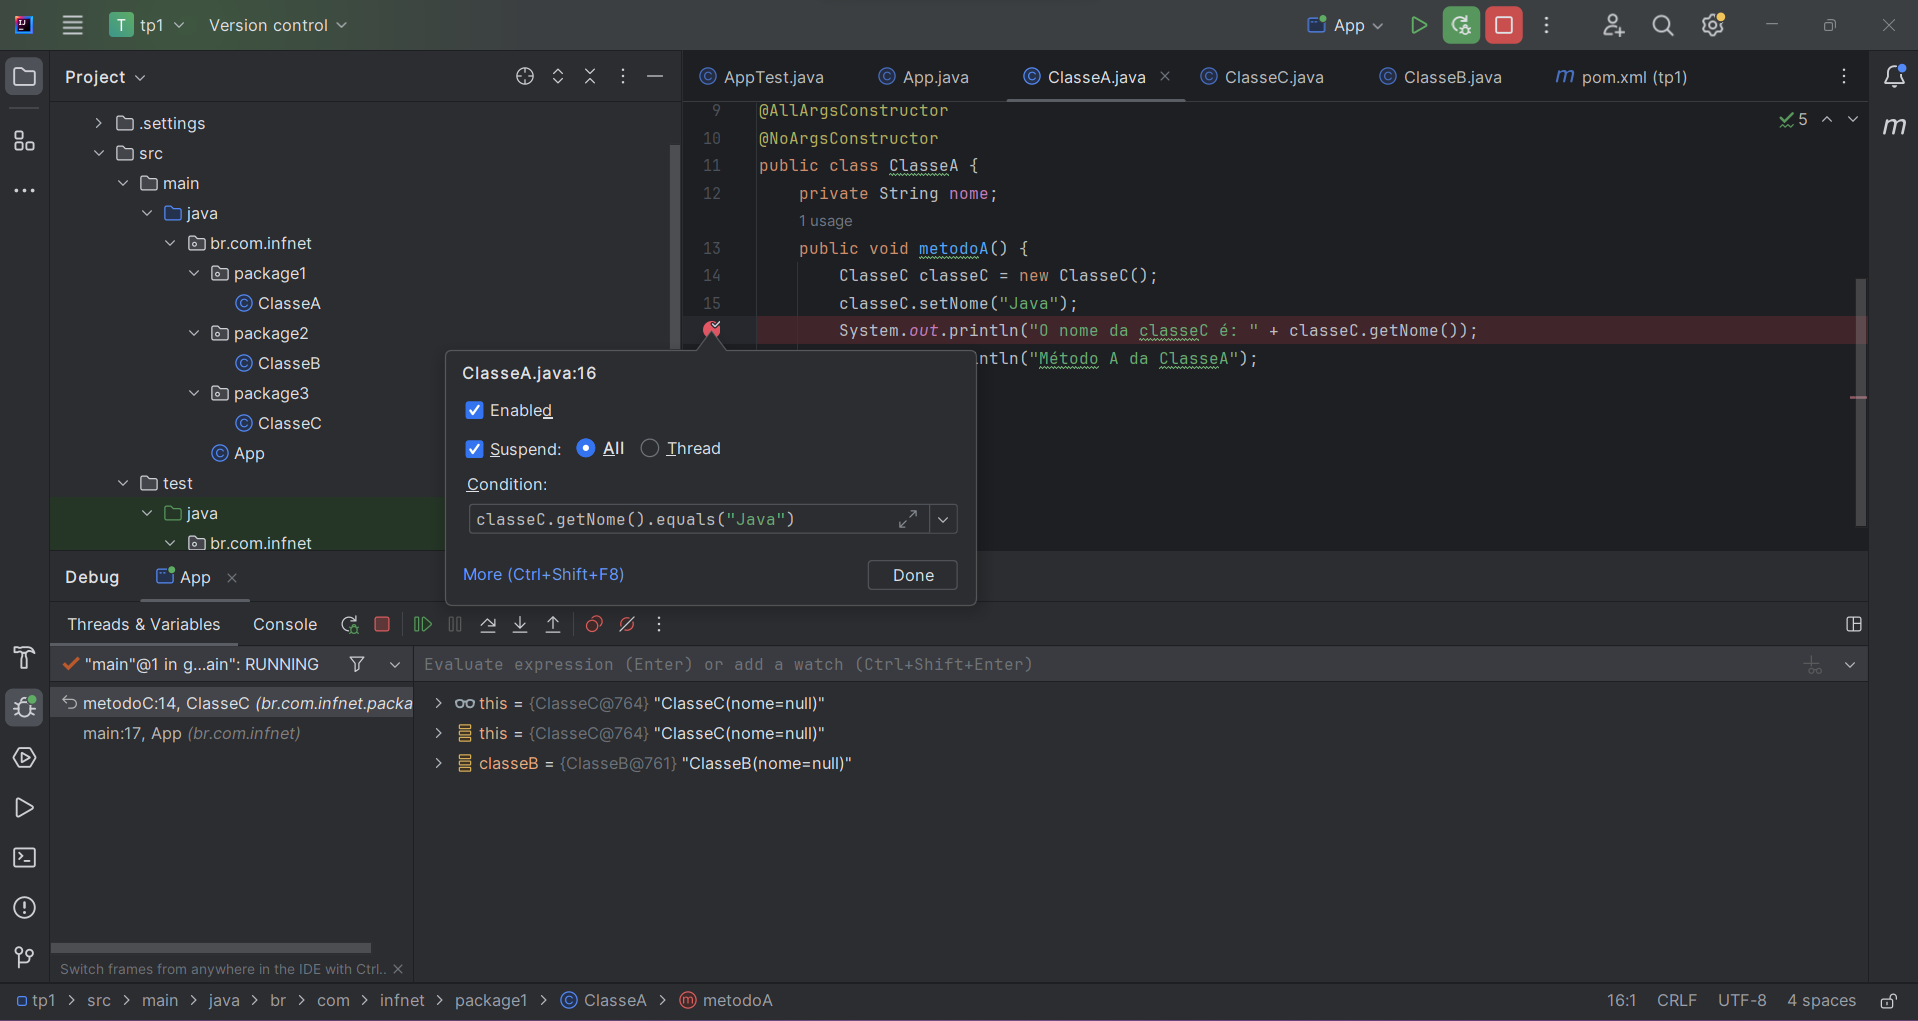 T tp1 Version control App
Project
AppTest.java App.java ClasseA.java ClasseC.java ClasseB.java m pom.xml (tp1)
.settings
src
main
java
br.com.infnet
package1
ClasseA
package2
ClasseB
package3
ClasseC
App
test
java
br.com.infnet
9 @AllArgsConstructor
10 @NoArgsConstructor
11 public class ClasseA {
12 private String nome;
1 usage
13 public void metodoA() {
14 ClasseC classeC = new ClasseC();
15 classeC.setNome("Java");
System.out.println("O nome da classeC é: " + classeC.getNome());
ntln("Método A da ClasseA");
5
m
ClasseA.java:16
Enabled
Suspend: All Thread
Condition:
classeC.getNome().equals("Java")
More (Ctrl+Shift+F8) Done
Debug App
Threads & Variables Console
"main"@1 in g...ain": RUNNING
Evaluate expression (Enter) or add a watch (Ctrl+Shift+Enter)
metodoC:14, ClasseC (br.com.infnet.packa
main:17, App (br.com.infnet)
this = {ClasseC@764} "ClasseC(nome=null)"
this = {ClasseC@764} "ClasseC(nome=null)"
classeB = {ClasseB@761} "ClasseB(nome=null)"
Switch frames from anywhere in the IDE with Ctrl..
tp1 > src > main > java > br > com > infnet > package1 > ClasseA > metodoA
16:1 CRLF UTF-8 4 spaces